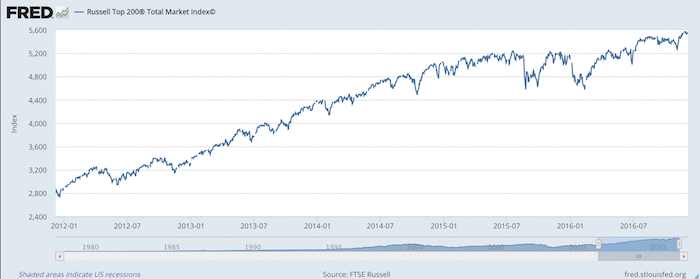 FRED
Russell Top 200® Total Market Index©
5,600
5,200
4,800
4,400
4,000
3,600
3,200
2,800
2,400
Index
2012-01 2012-07 2013-01 2013-07 2014-01 2014-07 2015-01 2015-07 2016-01 2016-07
1980 1985 1990 1995 2000 2005 2010 2015
Shaded areas indicate US recessions
Source: FTSE Russell
fred.stlouisfed.org